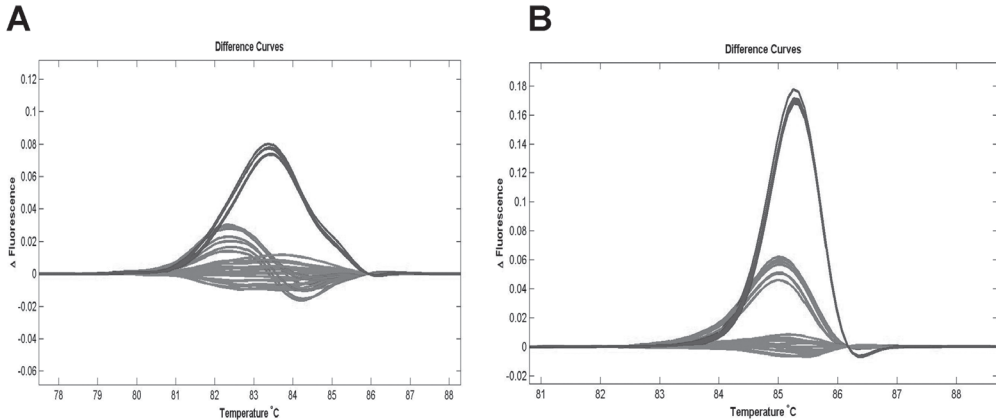 A
Difference Curves
0.12
0.1
0.08
0.06
0.04
0.02
0
-0.02
-0.04
-0.06
Δ Fluorescence
78 79 80 81 82 83 84 85 86 87 88
Temperature °C
B
Difference Curves
0.18
0.16
0.14
0.12
0.1
0.08
0.06
0.04
0.02
0
-0.02
Δ Fluorescence
81 82 83 84 85 86 87 88
Temperature °C